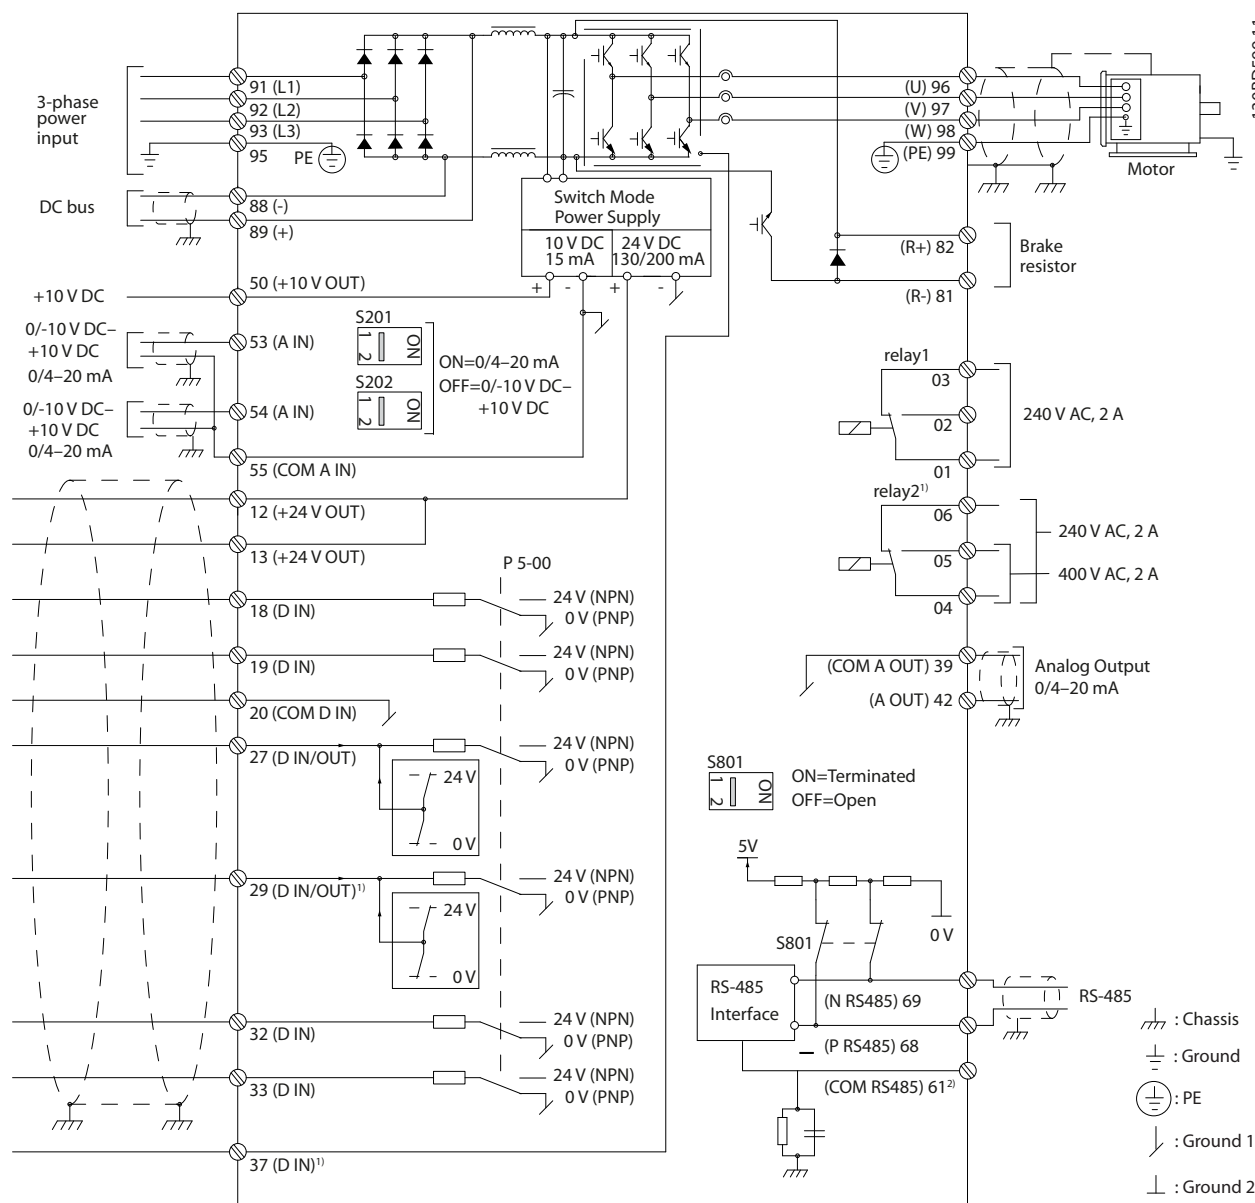 3-phase
power
input
91 (L1)
92 (L2)
93 (L3)
95
PE
DC bus
88 (-)
89 (+)
Switch Mode
Power Supply
10 V DC
15 mA
24 V DC
130/200 mA
+
-
+
-
(U) 96
(V) 97
(W) 98
(PE) 99
Motor
(R+) 82
(R-) 81
Brake
resistor
+10 V DC
50 (+10 V OUT)
0/-10 V DC–
+10 V DC
0/4–20 mA
53 (A IN)
0/-10 V DC–
+10 V DC
0/4–20 mA
54 (A IN)
55 (COM A IN)
S201
1
2
ON
S202
1
2
ON
ON=0/4–20 mA
OFF=0/-10 V DC–
+10 V DC
relay1
03
02
01
240 V AC, 2 A
relay2¹⁾
06
05
04
240 V AC, 2 A
400 V AC, 2 A
12 (+24 V OUT)
13 (+24 V OUT)
P 5-00
18 (D IN)
24 V (NPN)
0 V (PNP)
19 (D IN)
24 V (NPN)
0 V (PNP)
20 (COM D IN)
27 (D IN/OUT)
24 V (NPN)
0 V (PNP)
24 V
0 V
29 (D IN/OUT)¹⁾
24 V (NPN)
0 V (PNP)
24 V
0 V
32 (D IN)
24 V (NPN)
0 V (PNP)
33 (D IN)
24 V (NPN)
0 V (PNP)
37 (D IN)¹⁾
(COM A OUT) 39
(A OUT) 42
Analog Output
0/4–20 mA
S801
1
2
ON
ON=Terminated
OFF=Open
5V
0 V
S801
RS-485
Interface
(N RS485) 69
(P RS485) 68
(COM RS485) 61²⁾
RS-485
: Chassis
: Ground
: PE
: Ground 1
: Ground 2